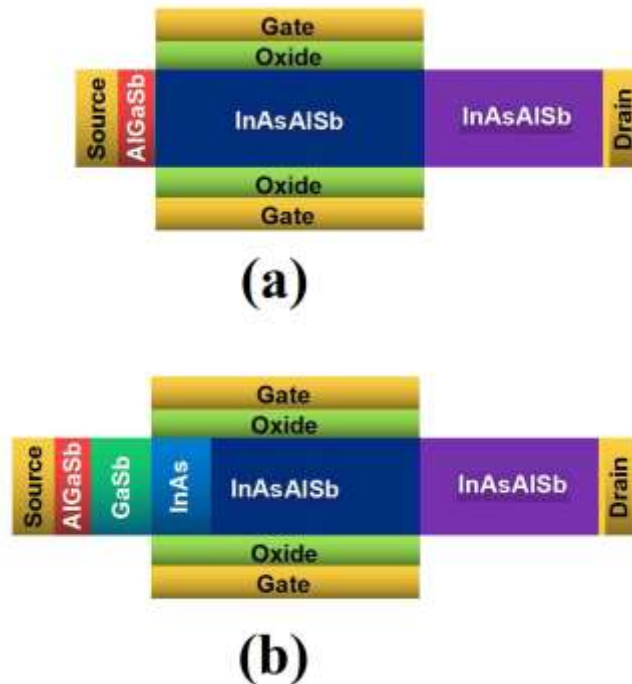 Gate
Oxide
Source
AlGaSb
InAsAlSb
InAsAlSb
Drain
Oxide
Gate
(a)
Gate
Oxide
Source
AlGaSb
GaSb
InAs
InAsAlSb
InAsAlSb
Drain
Oxide
Gate
(b)